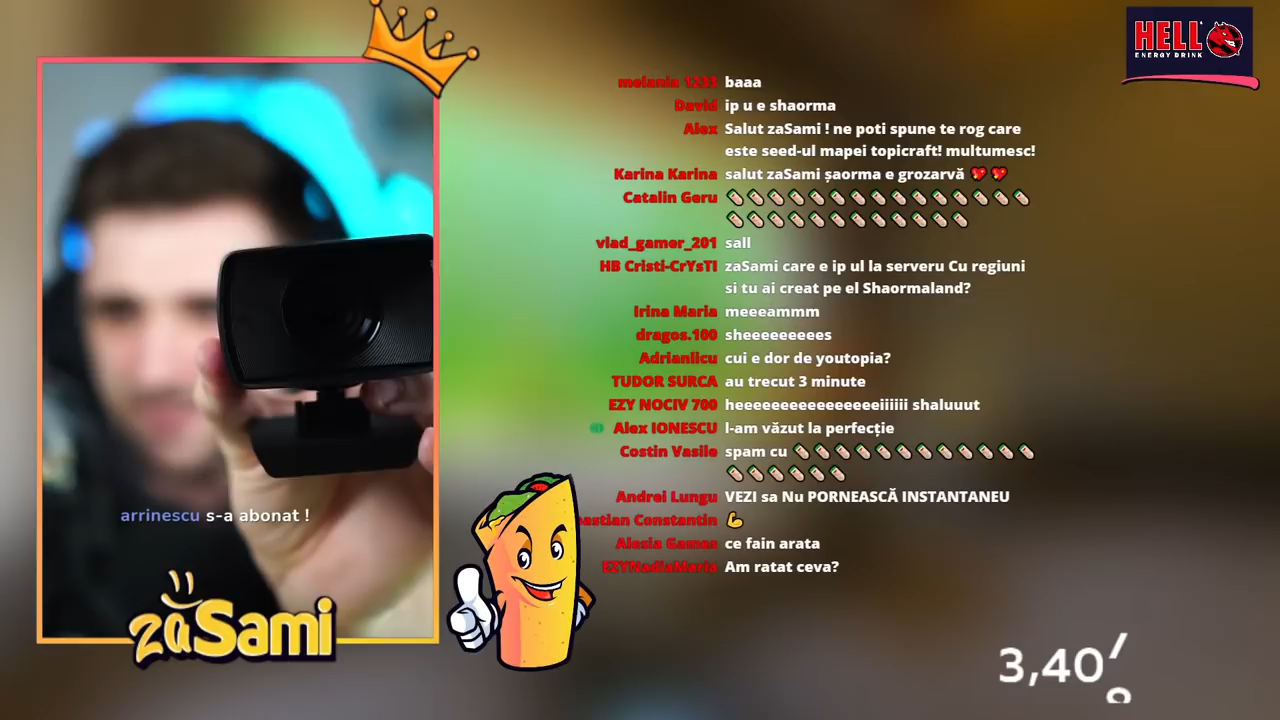 HELL
ENERGY DRINK
melania 1233 baaa
David ip u e shaorma
Alex Salut zaSami ! ne poti spune te rog care
este seed-ul mapei topicraft! multumesc!
Karina Karina salut zaSami șaorma e grozarvă 💖 💖
Catalin Geru 🌯🌯🌯🌯🌯🌯🌯🌯🌯🌯🌯🌯🌯🌯🌯
🌯🌯🌯🌯🌯🌯🌯🌯🌯🌯🌯🌯
vlad_gamer_201 sall
HB Cristi-CrYsTI zaSami care e ip ul la serveru Cu regiuni
si tu ai creat pe el Shaormaland?
Irina Maria meeeammm
dragos.100 sheeeeeeees
Adrianlicu cui e dor de youtopia?
TUDOR SURCA au trecut 3 minute
EZY NOCIV 700 heeeeeeeeeeeeeeeiiiiii shaluuut
Alex IONESCU l-am văzut la perfecție
Costin Vasile spam cu 🌯🌯🌯🌯🌯🌯🌯🌯🌯🌯🌯🌯
🌯🌯🌯🌯🌯🌯
Andrei Lungu VEZI sa Nu PORNEASCĂ INSTANTANEU
astian Constantin 💪
Alesia Games ce fain arata
EZYNadiaMaria Am ratat ceva?
arrinescu s-a abonat !
zaSami
3,40